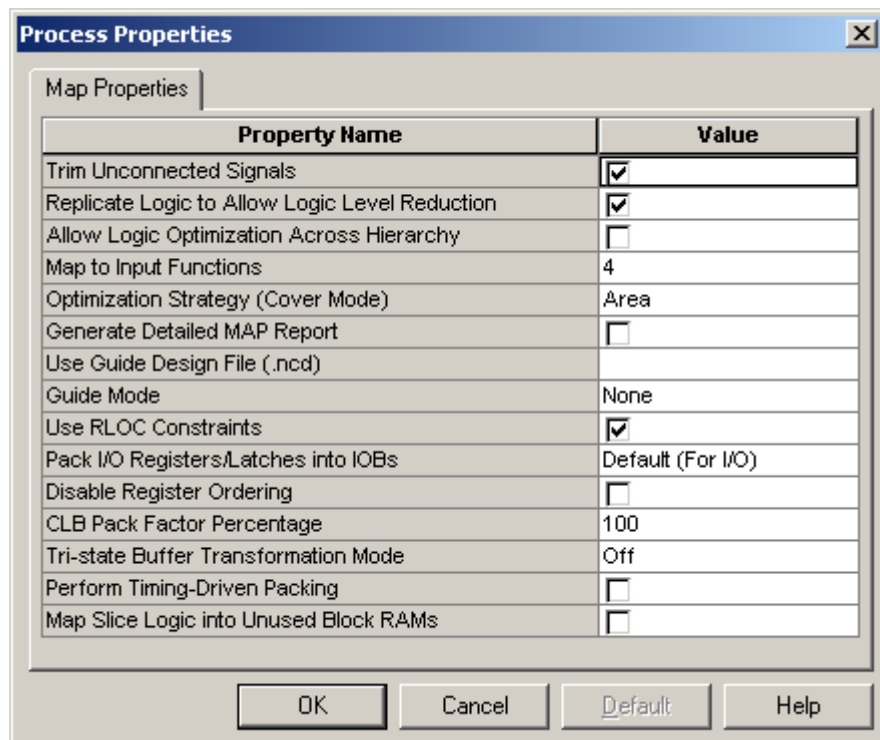 Process Properties
Map Properties
Property Name Value
Trim Unconnected Signals
Replicate Logic to Allow Logic Level Reduction
Allow Logic Optimization Across Hierarchy
Map to Input Functions 4
Optimization Strategy (Cover Mode) Area
Generate Detailed MAP Report
Use Guide Design File (.ncd)
Guide Mode None
Use RLOC Constraints
Pack I/O Registers/Latches into IOBs Default (For I/O)
Disable Register Ordering
CLB Pack Factor Percentage 100
Tri-state Buffer Transformation Mode Off
Perform Timing-Driven Packing
Map Slice Logic into Unused Block RAMs
OK Cancel Default Help